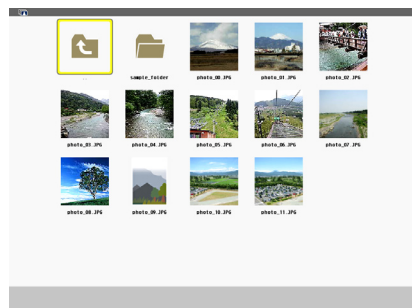 ..
sample_folder
photo_00.JPG
photo_01.JPG
photo_02.JPG
photo_03.JPG
photo_04.JPG
photo_05.JPG
photo_06.JPG
photo_07.JPG
photo_08.JPG
photo_09.JPG
photo_10.JPG
photo_11.JPG